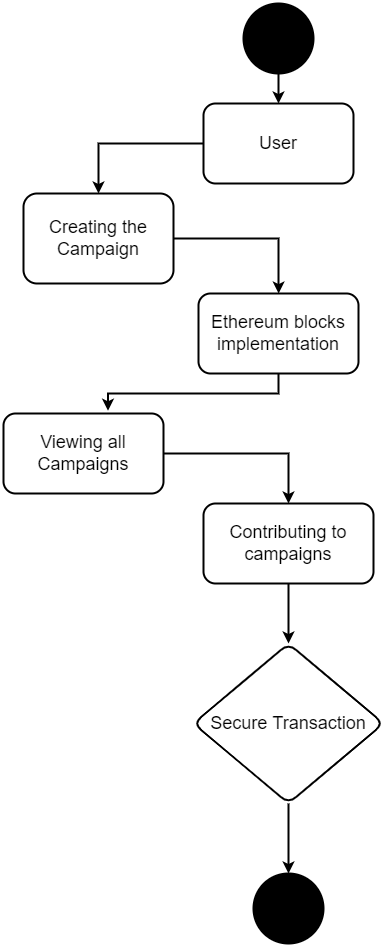 User
Creating the
Campaign
Ethereum blocks
implementation
Viewing all
Campaigns
Contributing to
campaigns
Secure Transaction